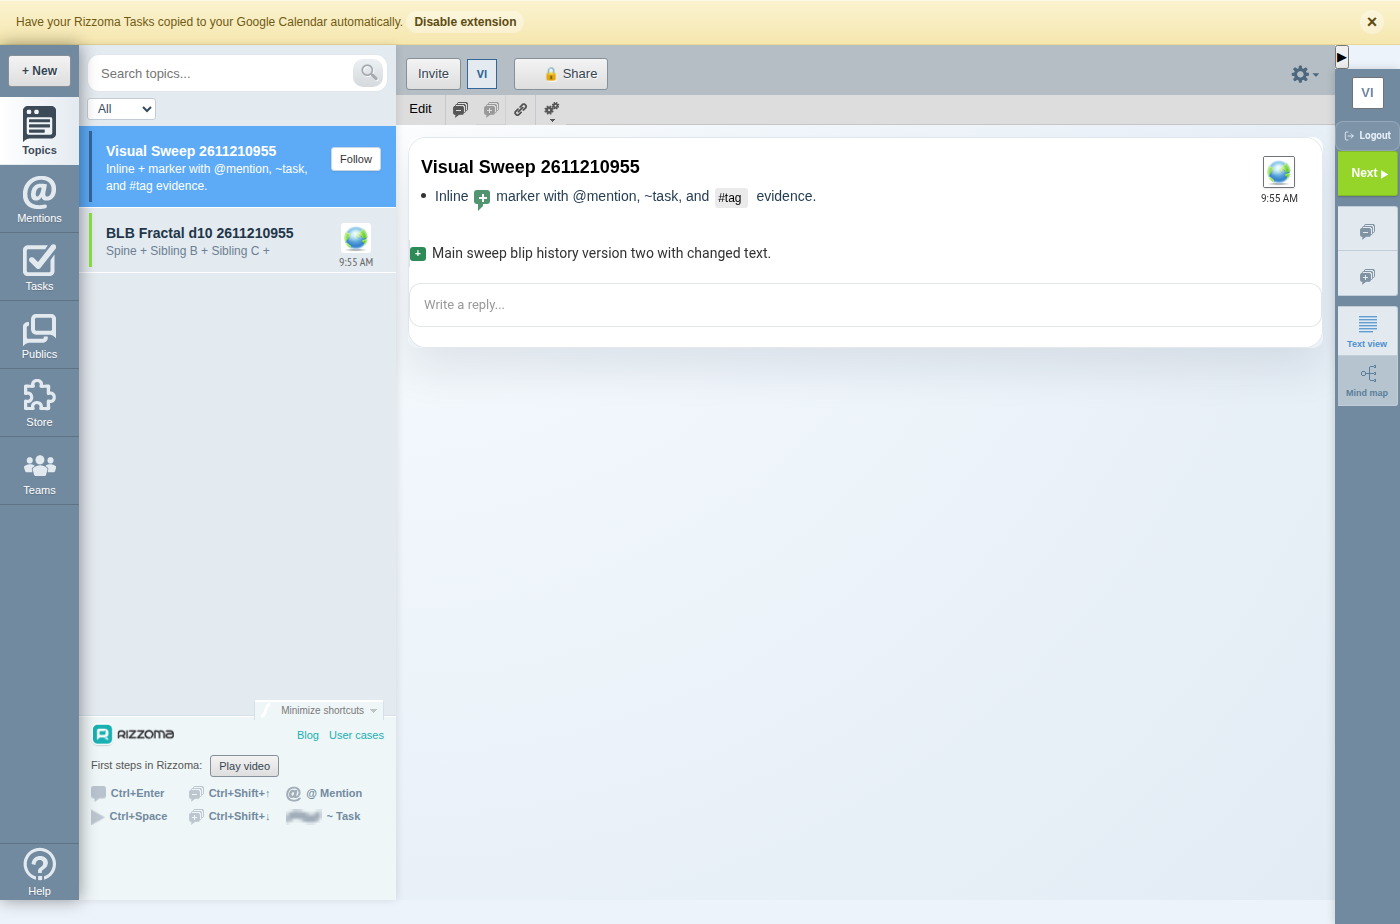 Have your Rizzoma Tasks copied to your Google Calendar automatically. Disable extension ×
+ New
Topics
Mentions
Tasks
Publics
Store
Teams
Help
Search topics...
All
Visual Sweep 2611210955
Inline + marker with @mention, ~task,
and #tag evidence.
Follow
BLB Fractal d10 2611210955
Spine + Sibling B + Sibling C +
9:55 AM
Minimize shortcuts
RIZZOMA
Blog User cases
First steps in Rizzoma: Play video
Ctrl+Enter Ctrl+Shift+↑ @ Mention
Ctrl+Space Ctrl+Shift+↓ ~ Task
Invite VI Share
Edit
Visual Sweep 2611210955
• Inline + marker with @mention, ~task, and #tag evidence.
9:55 AM
+ Main sweep blip history version two with changed text.
Write a reply...
VI
Logout
Next
Text view
Mind map